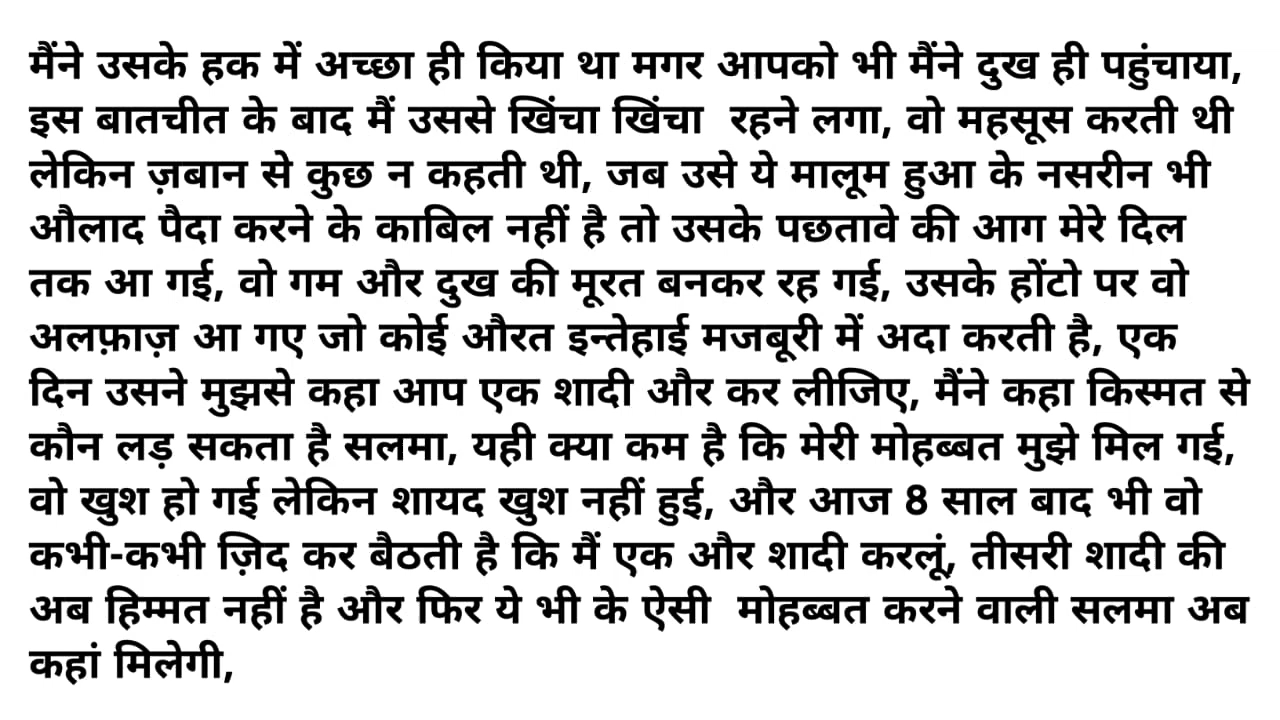 मैंने उसके हक में अच्छा ही किया था मगर आपको भी मैंने दुख ही पहुंचाया,
इस बातचीत के बाद मैं उससे खिंचा खिंचा  रहने लगा, वो महसूस करती थी
लेकिन ज़बान से कुछ न कहती थी, जब उसे ये मालूम हुआ के नसरीन भी
औलाद पैदा करने के काबिल नहीं है तो उसके पछतावे की आग मेरे दिल
तक आ गई, वो गम और दुख की मूरत बनकर रह गई, उसके होंटो पर वो
अलफ़ाज़ आ गए जो कोई औरत इन्तेहाई मजबूरी में अदा करती है, एक
दिन उसने मुझसे कहा आप एक शादी और कर लीजिए, मैंने कहा किस्मत से
कौन लड़ सकता है सलमा, यही क्या कम है कि मेरी मोहब्बत मुझे मिल गई,
वो खुश हो गई लेकिन शायद खुश नहीं हुई, और आज 8 साल बाद भी वो
कभी-कभी ज़िद कर बैठती है कि मैं एक और शादी करलूं, तीसरी शादी की
अब हिम्मत नहीं है और फिर ये भी के ऐसी  मोहब्बत करने वाली सलमा अब
कहां मिलेगी,